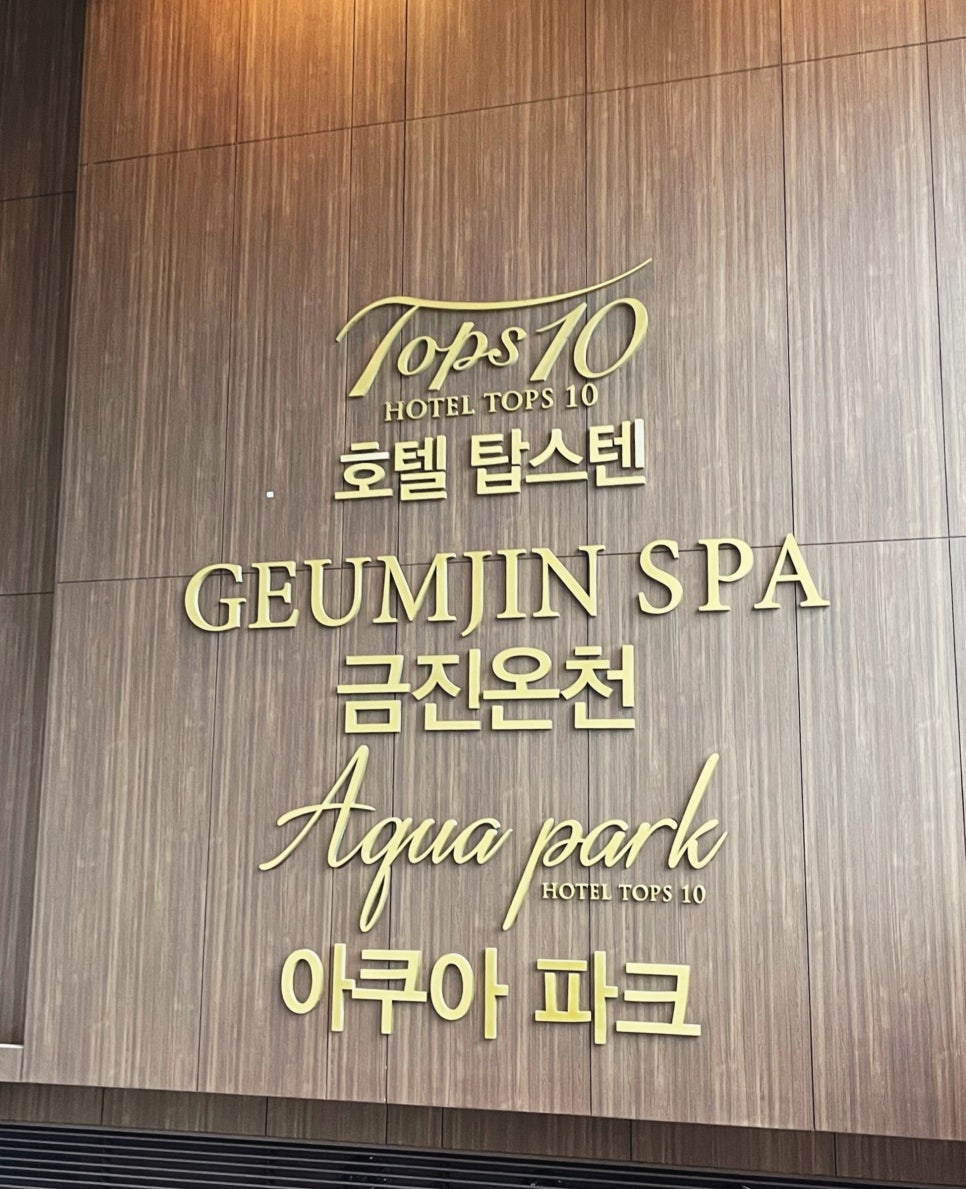 Tops 10
HOTEL TOPS 10
호텔 탑스텐
GEUMJIN SPA
금진온천
Aqua park
HOTEL TOPS 10
아쿠아 파크